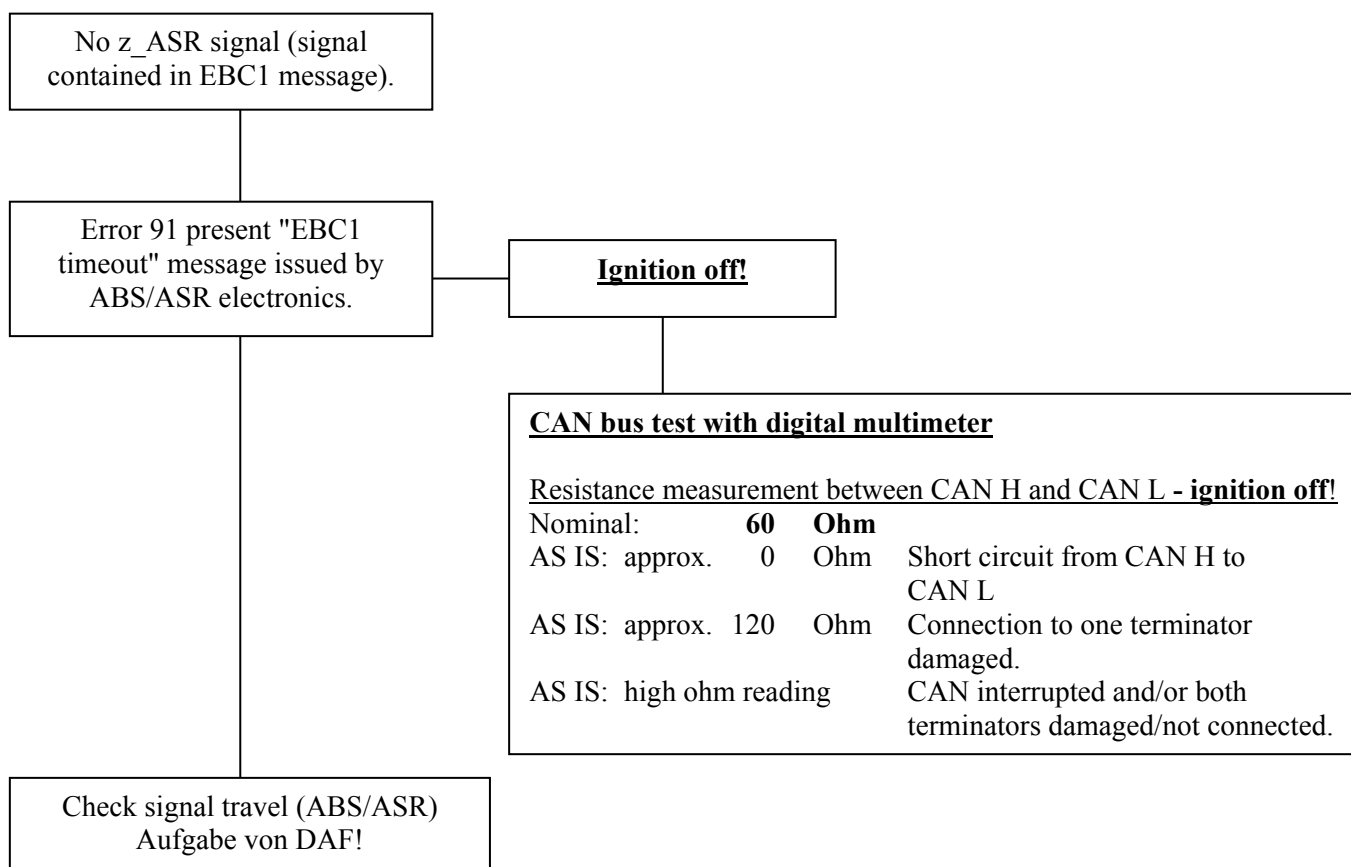 No z_ASR signal (signal
contained in EBC1 message).
Error 91 present "EBC1
timeout" message issued by
ABS/ASR electronics.
Ignition off!
CAN bus test with digital multimeter
Resistance measurement between CAN H and CAN L - ignition off!
Nominal: 60 Ohm
AS IS: approx. 0 Ohm Short circuit from CAN H to
CAN L
AS IS: approx. 120 Ohm Connection to one terminator
damaged.
AS IS: high ohm reading CAN interrupted and/or both
terminators damaged/not connected.
Check signal travel (ABS/ASR)
Aufgabe von DAF!